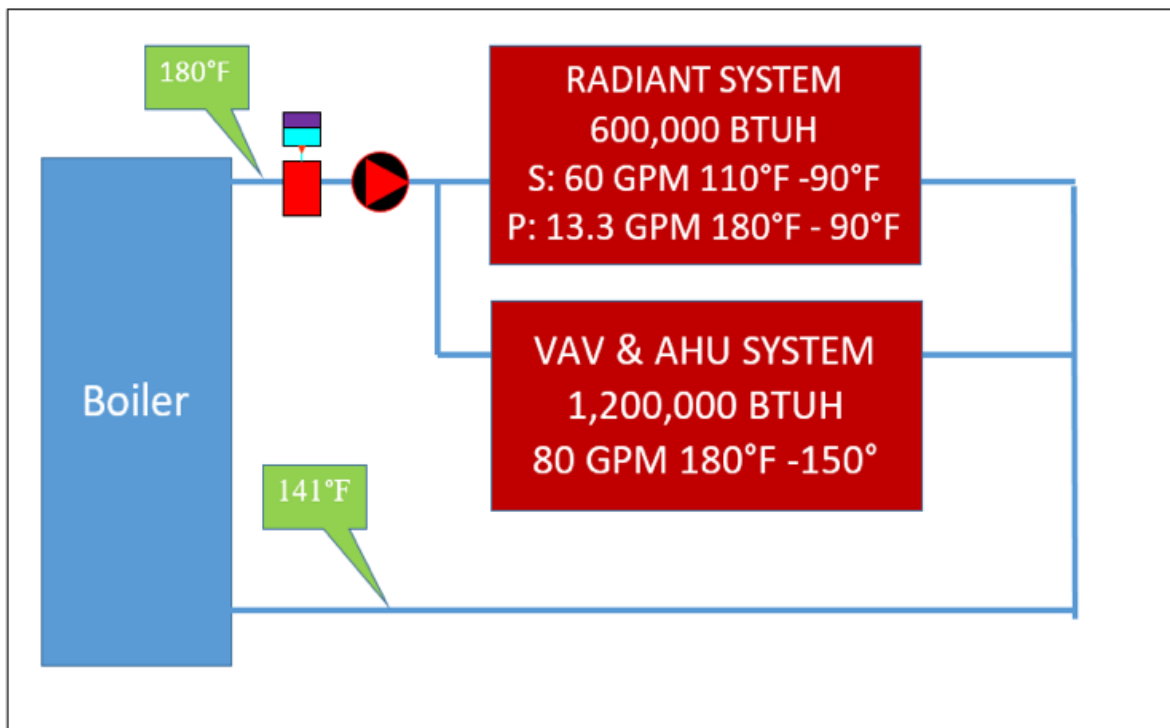 180°F
RADIANT SYSTEM
600,000 BTUH
S: 60 GPM 110°F -90°F
P: 13.3 GPM 180°F - 90°F
Boiler
VAV & AHU SYSTEM
1,200,000 BTUH
80 GPM 180°F -150°
141°F